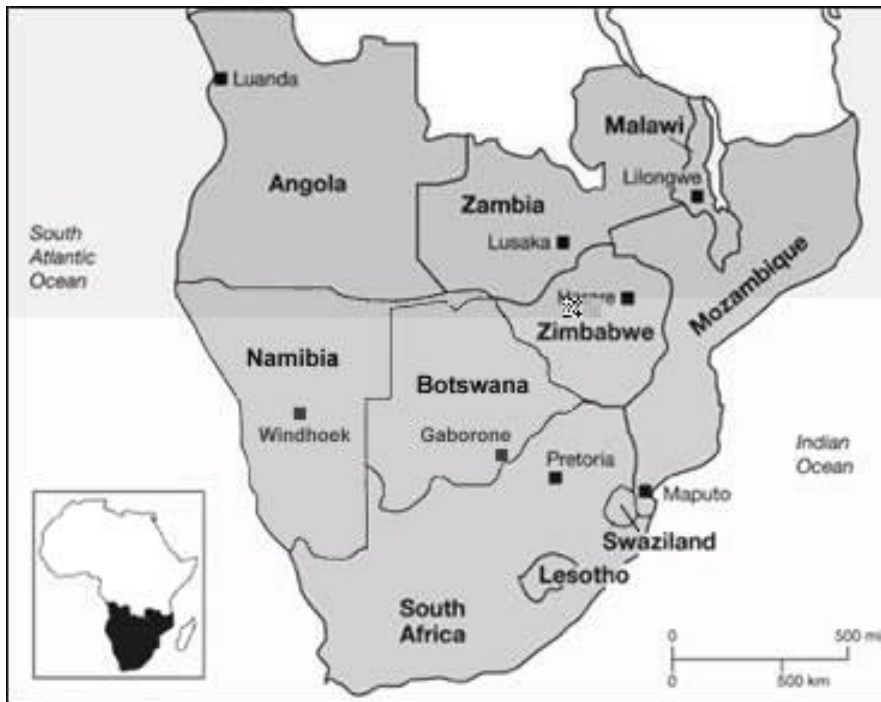 Luanda
Malawi
Angola
Lilongwe
Zambia
South
Atlantic
Ocean
Lusaka
Mozambique
Zimbabwe
Namibia
Botswana
Windhoek
Gaborone
Indian
Ocean
Pretoria
Maputo
Swaziland
Lesotho
South
Africa
0
500 mi
0
500 km